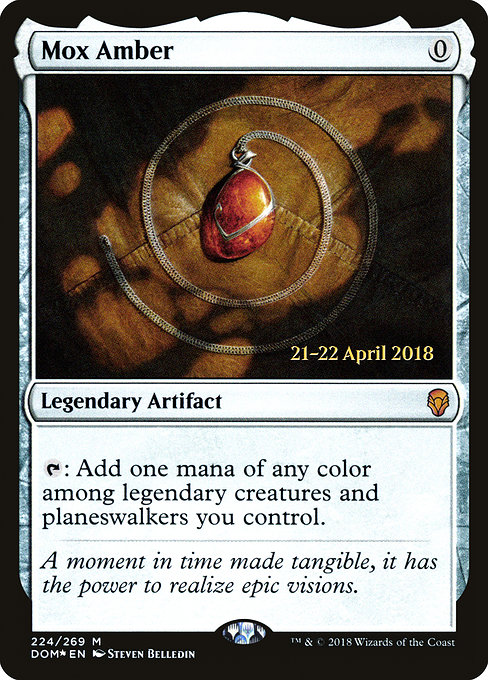 Mox Amber 0
21–22 April 2018
Legendary Artifact
: Add one mana of any color
among legendary creatures and
planeswalkers you control.
A moment in time made tangible, it has
the power to realize epic visions.
224/269 M
™ & © 2018 Wizards of the Coast
DOM★EN Steven Belledin